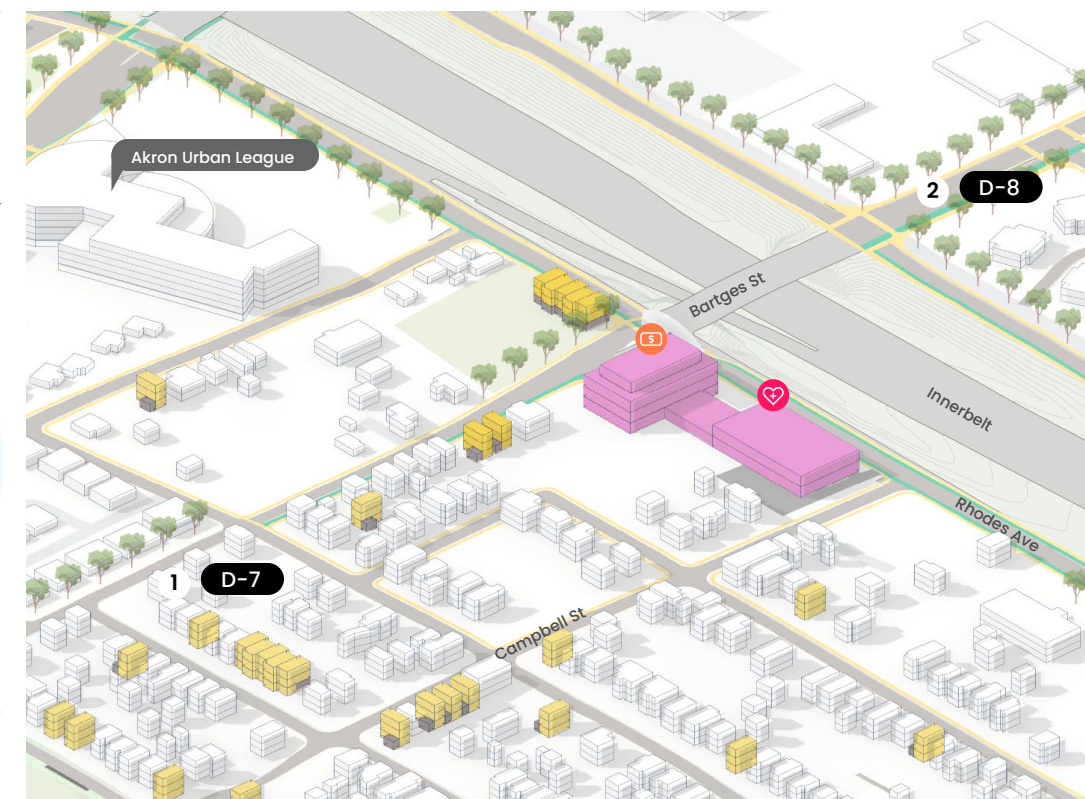 Akron Urban League
2 D-8
Bartges St
$
Innerbelt
Rhodes Ave
1 D-7
Campbell St